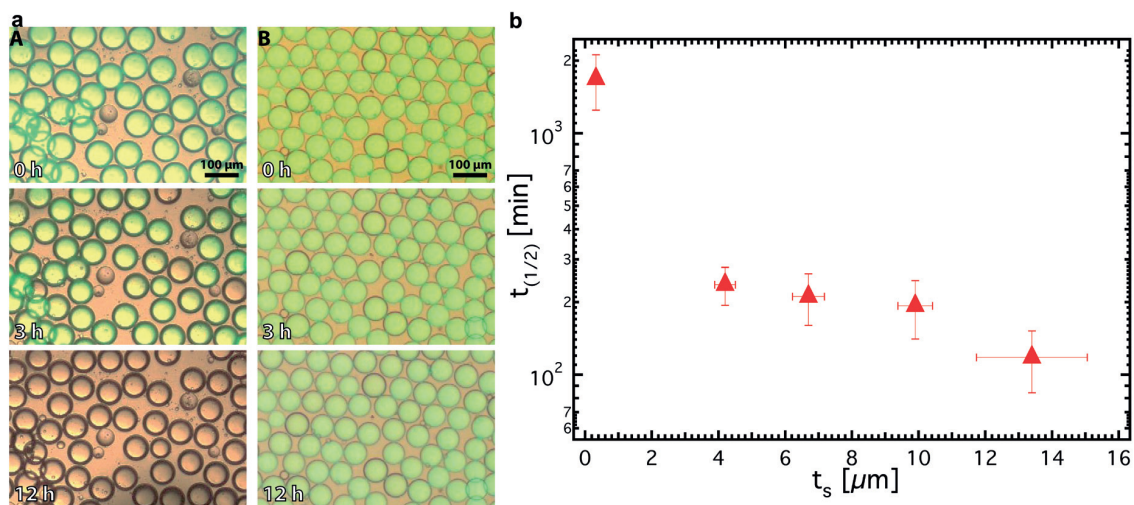 a
A
0 h
100 µm
3 h
12 h
B
0 h
100 µm
3 h
12 h
b
t(1/2) [min]
2
10³
7
6
5
4
3
2
10²
7
6
0 2 4 6 8 10 12 14 16
ts [µm]